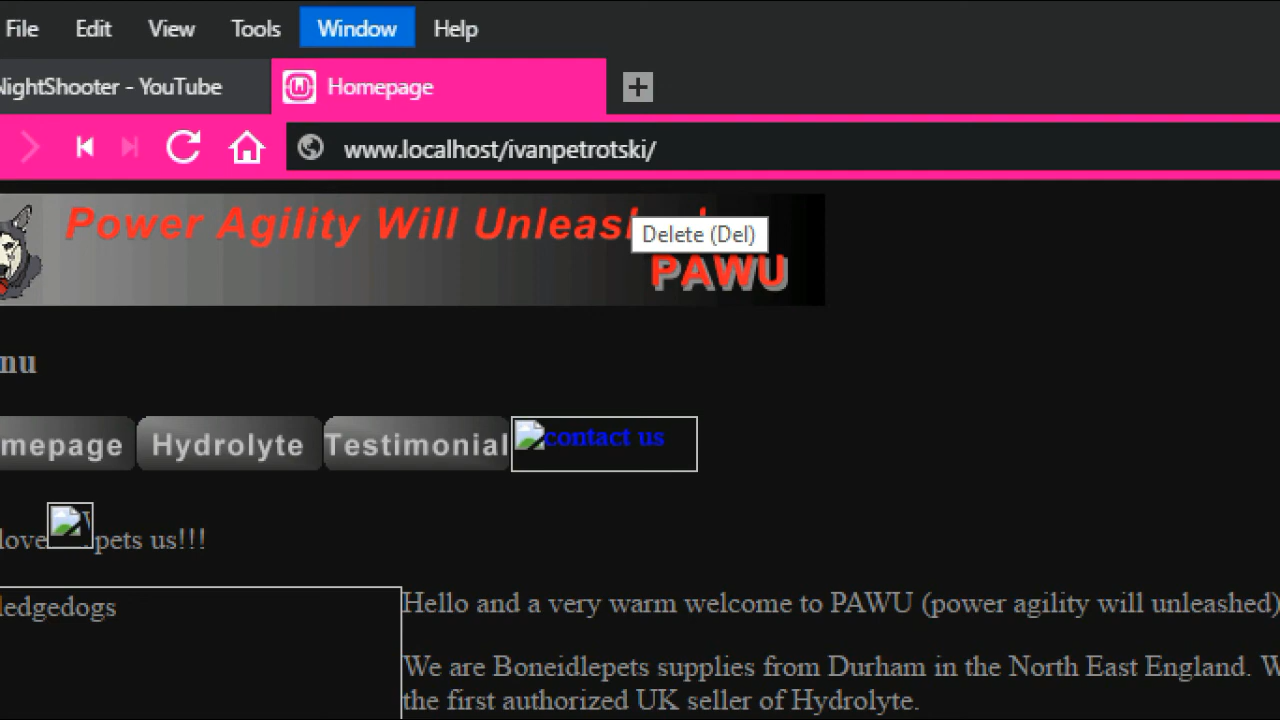 File Edit View Tools Window Help
NightShooter - YouTube Homepage
www.localhost/ivanpetrotski/
Power Agility Will Unleashed
Delete (Del)
PAWU
nu
mepage Hydrolyte Testimonial contact us
love pets us!!!
ledgedogs
Hello and a very warm welcome to PAWU (power agility will unleashed)
We are Boneidlepets supplies from Durham in the North East England. W
the first authorized UK seller of Hydrolyte.